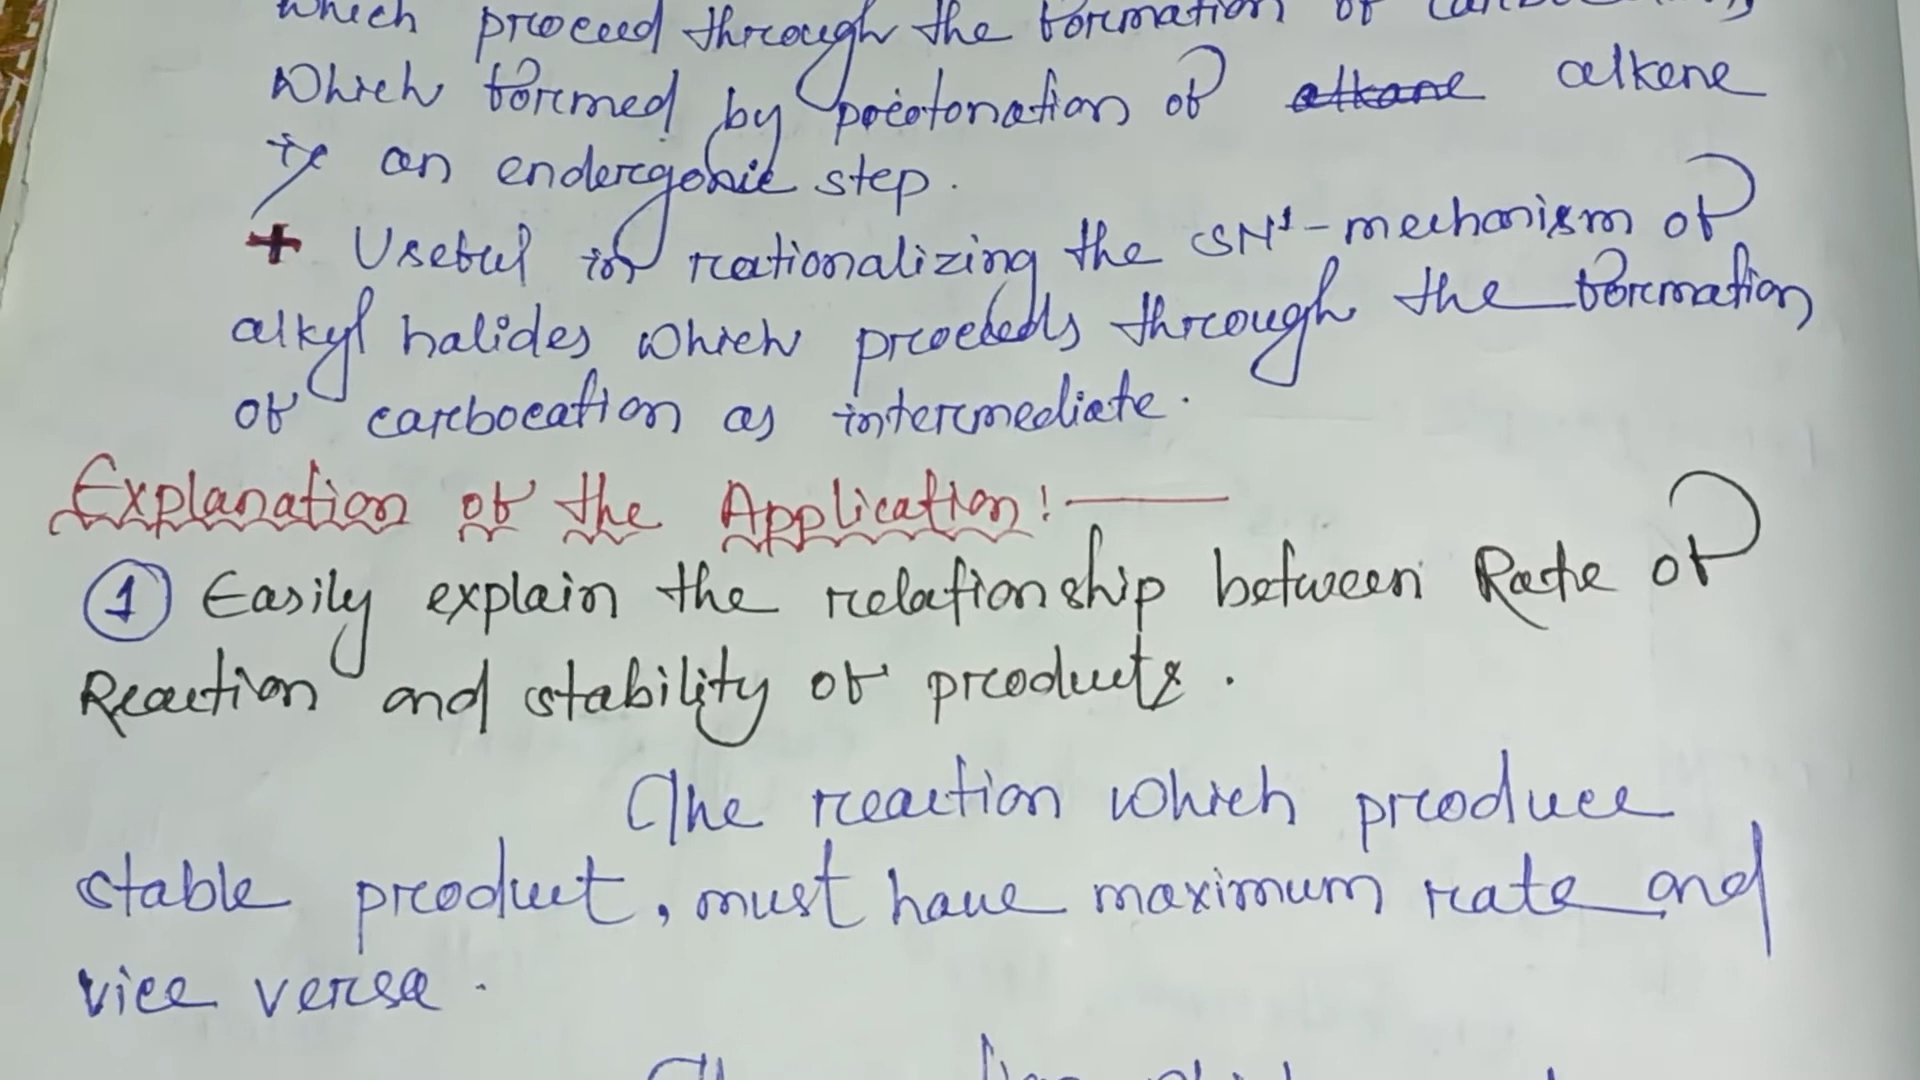 which proceed through the formation of
which formed by protonation of alkane alkene
is an endergonic step.
+ Useful in rationalizing the SN¹-mechanism of
alkyl halides which proceeds through the formation
of carbocation as intermediate.
Explanation of the Application:—
① Easily explain the relationship between Rate of
Reaction and stability of products.
The reaction which produce
stable product, must have maximum rate and
vice versa.